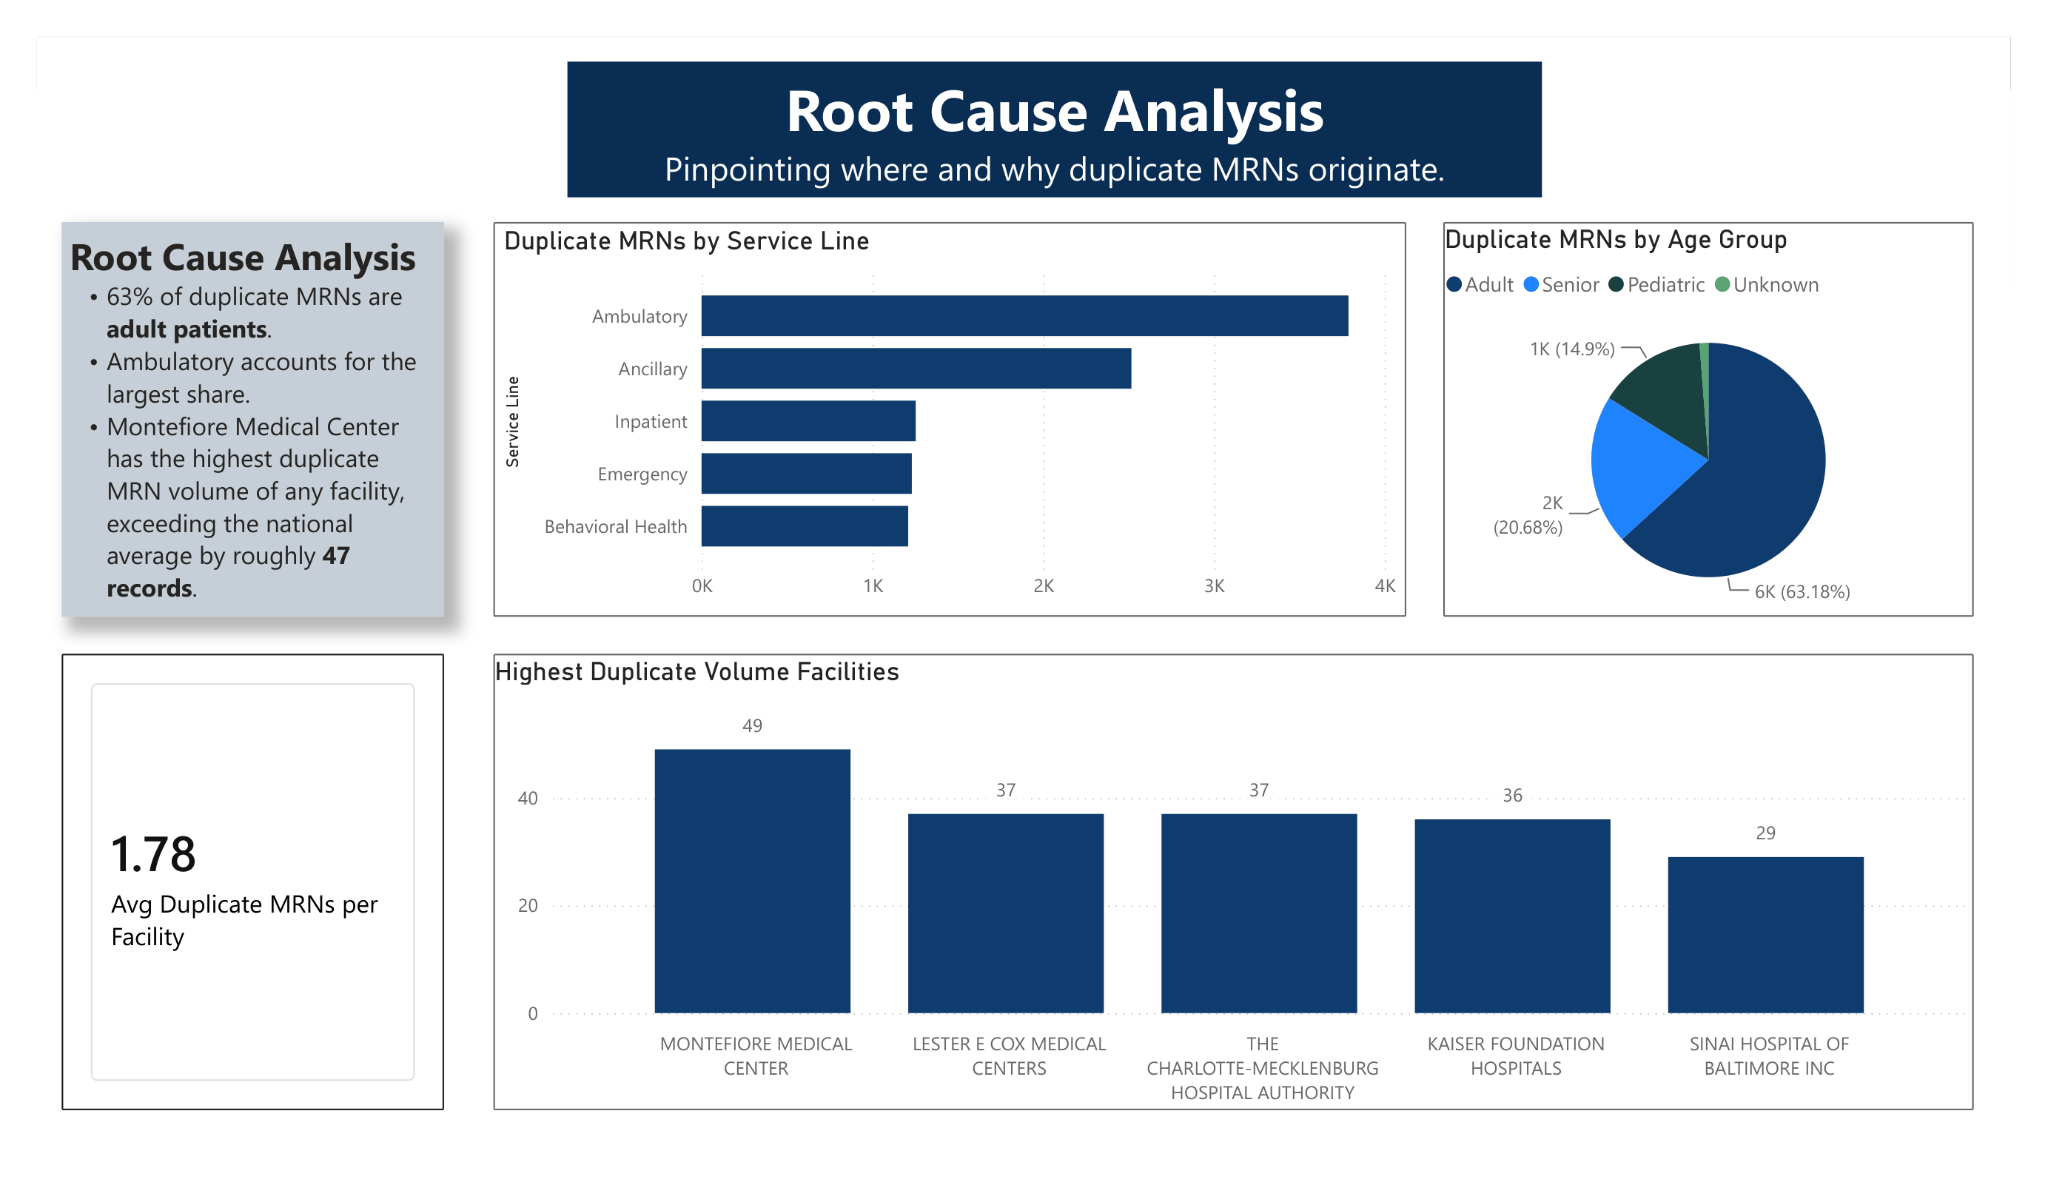 Root Cause Analysis
Pinpointing where and why duplicate MRNs originate.
Root Cause Analysis
• 63% of duplicate MRNs are
adult patients.
• Ambulatory accounts for the
largest share.
• Montefiore Medical Center
has the highest duplicate
MRN volume of any facility,
exceeding the national
average by roughly 47
records.
Duplicate MRNs by Service Line
Service Line
Ambulatory
Ancillary
Inpatient
Emergency
Behavioral Health
0K 1K 2K 3K 4K
Duplicate MRNs by Age Group
Adult Senior Pediatric Unknown
1K (14.9%)
2K
(20.68%)
6K (63.18%)
1.78
Avg Duplicate MRNs per
Facility
Highest Duplicate Volume Facilities
49
37
37
36
29
40
20
0
MONTEFIORE MEDICAL
CENTER
LESTER E COX MEDICAL
CENTERS
THE
CHARLOTTE-MECKLENBURG
HOSPITAL AUTHORITY
KAISER FOUNDATION
HOSPITALS
SINAI HOSPITAL OF
BALTIMORE INC